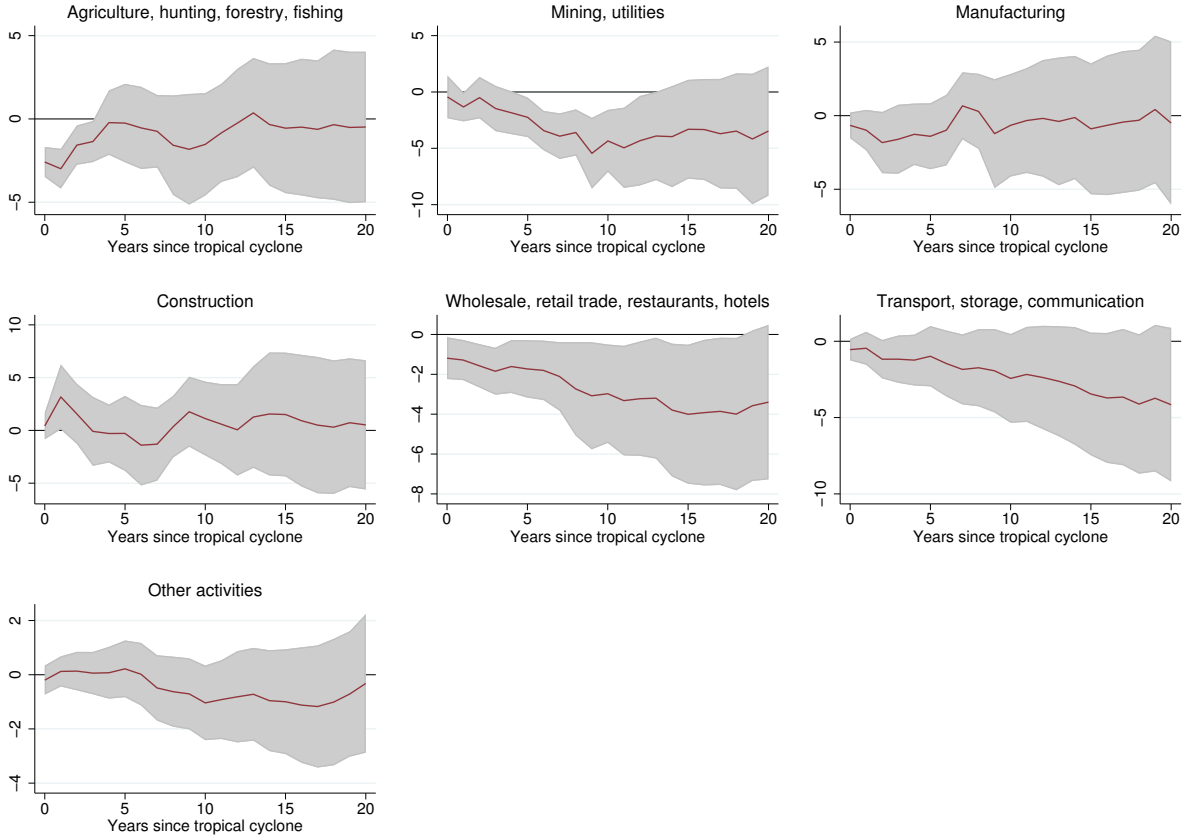 Agriculture, hunting, forestry, fishing
5
0
−5
0 5 10 15 20
Years since tropical cyclone
Mining, utilities
5
0
−5
−10
0 5 10 15 20
Years since tropical cyclone
Manufacturing
5
0
−5
0 5 10 15 20
Years since tropical cyclone
Construction
10
5
0
−5
0 5 10 15 20
Years since tropical cyclone
Wholesale, retail trade, restaurants, hotels
0
−2
−4
−6
−8
0 5 10 15 20
Years since tropical cyclone
Transport, storage, communication
0
−5
−10
0 5 10 15 20
Years since tropical cyclone
Other activities
2
0
−2
−4
0 5 10 15 20
Years since tropical cyclone